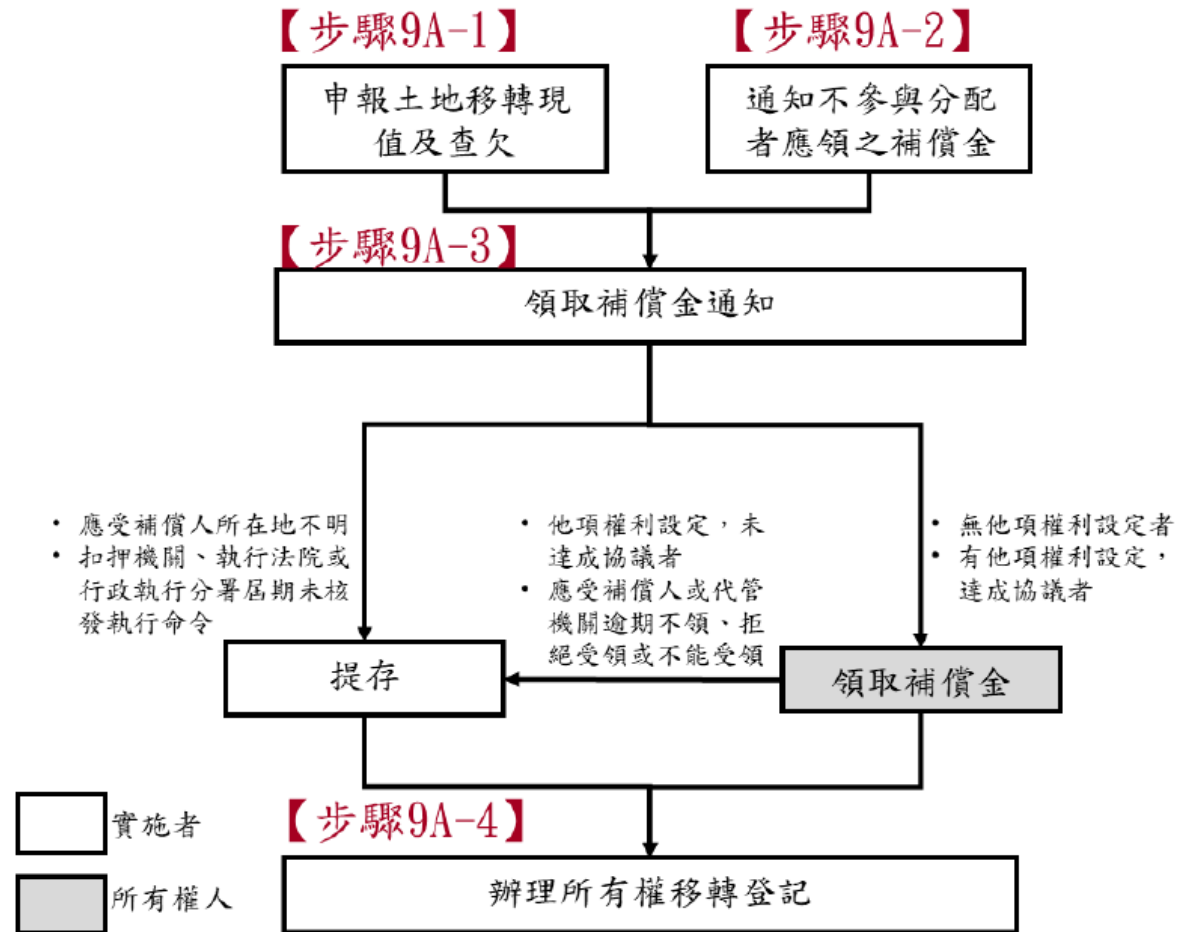 【步驟9A-1】
申報土地移轉現
值及查欠
【步驟9A-2】
通知不參與分配
者應領之補償金
【步驟9A-3】
領取補償金通知
• 應受補償人所在地不明
• 扣押機關、執行法院或
行政執行分署屆期未核
發執行命令
• 他項權利設定，未
達成協議者
• 應受補償人或代管
機關逾期不領、拒
絕受領或不能受領
• 無他項權利設定者
• 有他項權利設定，
達成協議者
提存
領取補償金
實施者
所有權人
【步驟9A-4】
辦理所有權移轉登記